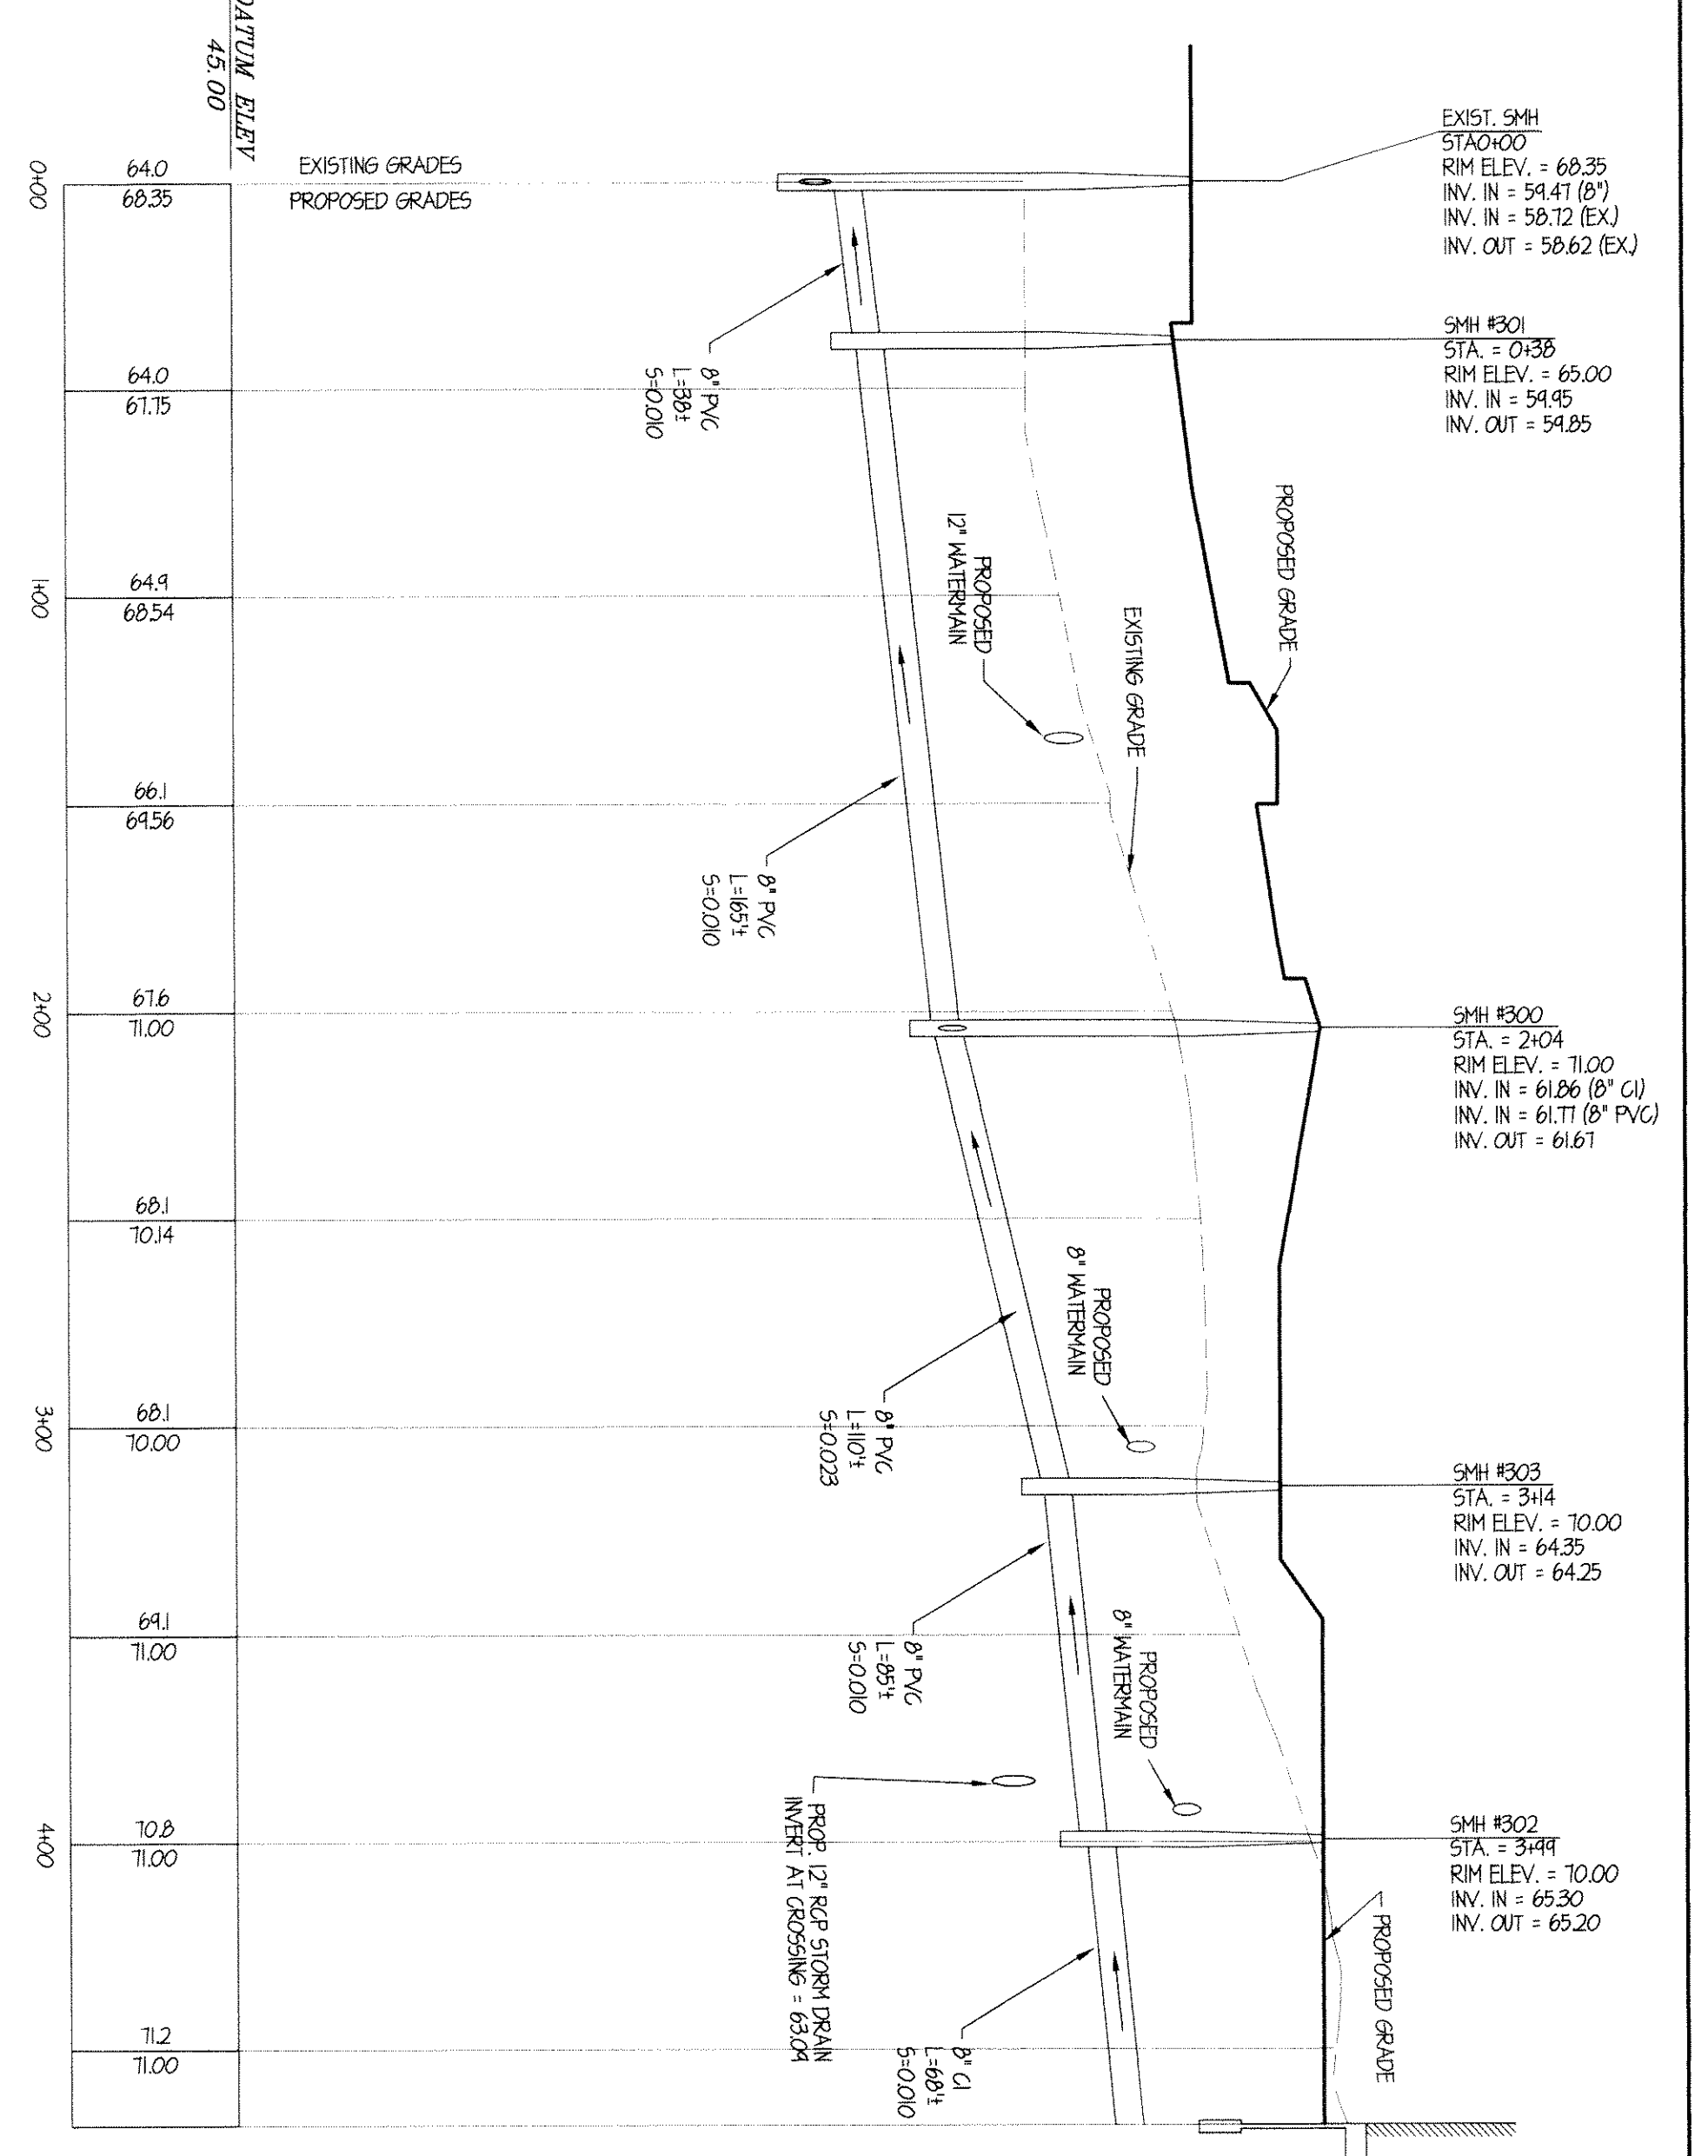 DATUM ELEV
45.00
EXISTING GRADES
PROPOSED GRADES
0+00
64.0
68.35
64.0
67.75
1+00
64.9
68.54
66.1
69.56
2+00
67.6
71.00
68.1
70.14
3+00
68.1
70.00
69.1
71.00
4+00
70.8
71.00
71.2
71.00
EXIST. SMH
STA0+00
RIM ELEV. = 68.35
INV. IN = 59.47 (8")
INV. IN = 58.72 (EX.)
INV. OUT = 58.62 (EX.)
SMH #301
STA. = 0+38
RIM ELEV. = 65.00
INV. IN = 59.95
INV. OUT = 59.85
SMH #300
STA. = 2+04
RIM ELEV. = 71.00
INV. IN = 61.86 (8" CI)
INV. IN = 61.77 (8" PVC)
INV. OUT = 61.67
SMH #303
STA. = 3+14
RIM ELEV. = 70.00
INV. IN = 64.35
INV. OUT = 64.25
SMH #302
STA. = 3+99
RIM ELEV. = 70.00
INV. IN = 65.30
INV. OUT = 65.20
8" PVC
L=38±
S=0.010
PROPOSED
12" WATERMAIN
EXISTING GRADE
PROPOSED GRADE
8" PVC
L=165'±
S=0.010
8" PVC
L=110'±
S=0.023
PROPOSED
8" WATERMAIN
8" PVC
L=85'±
S=0.010
PROPOSED
8" WATERMAIN
PROP. 12" RCP STORM DRAIN
INVERT AT CROSSING = 63.09
8" CI
L=68'±
S=0.010
PROPOSED GRADE